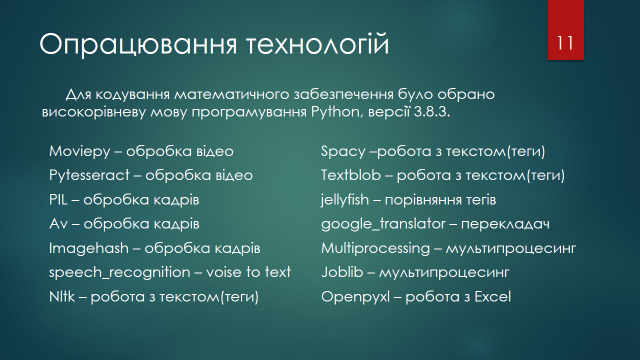 Опрацювання технологій
11
Для кодування математичного забезпечення було обрано
високорівневу мову програмування Python, версії 3.8.3.
Moviepy – обробка відео
Pytesseract – обробка відео
PIL – обробка кадрів
Av – обробка кадрів
Imagehash – обробка кадрів
speech_recognition – voise to text
Nltk – робота з текстом(теги)
Spacy –робота з текстом(теги)
Textblob – робота з текстом(теги)
jellyfish – порівняння тегів
google_translator – перекладач
Multiprocessing – мультипроцесинг
Joblib – мультипроцесинг
Openpyxl – робота з Excel